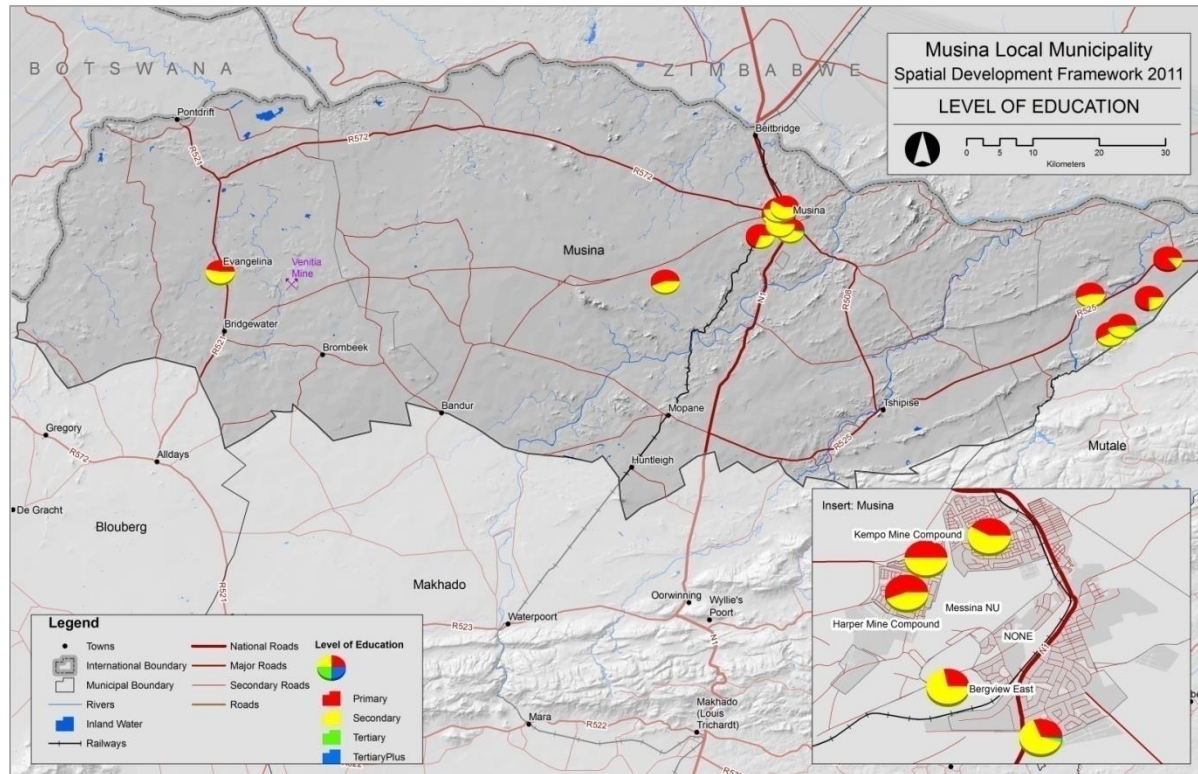 BOTSWANA
ZIMBABWE
Musina Local Municipality
Spatial Development Framework 2011
LEVEL OF EDUCATION
0 10 20 30
Kilometers
Pontdrift
Beitbridge
R521
R572
R572
Musina
Evangelina
Venitia
Mine
Musina
N1
R508
R525
Bridgewater
Brombeek
R521
Bandur
Mopane
Tshipise
R525
Gregory
R572
Alldays
Huntleigh
Mutale
De Gracht
Blouberg
Makhado
R521
Oorwinning
Wyllie's
Poort
Waterpoort
R523
N1
Mara
R522
Makhado
(Louis
Trichardt)
Insert: Musina
Kempo Mine Compound
Messina NU
Harper Mine Compound
NONE
N1
Bergview East
Legend
Towns
International Boundary
Municipal Boundary
Rivers
Inland Water
Railways
National Roads
Major Roads
Secondary Roads
Roads
Level of Education
Primary
Secondary
Tertiary
TertiaryPlus